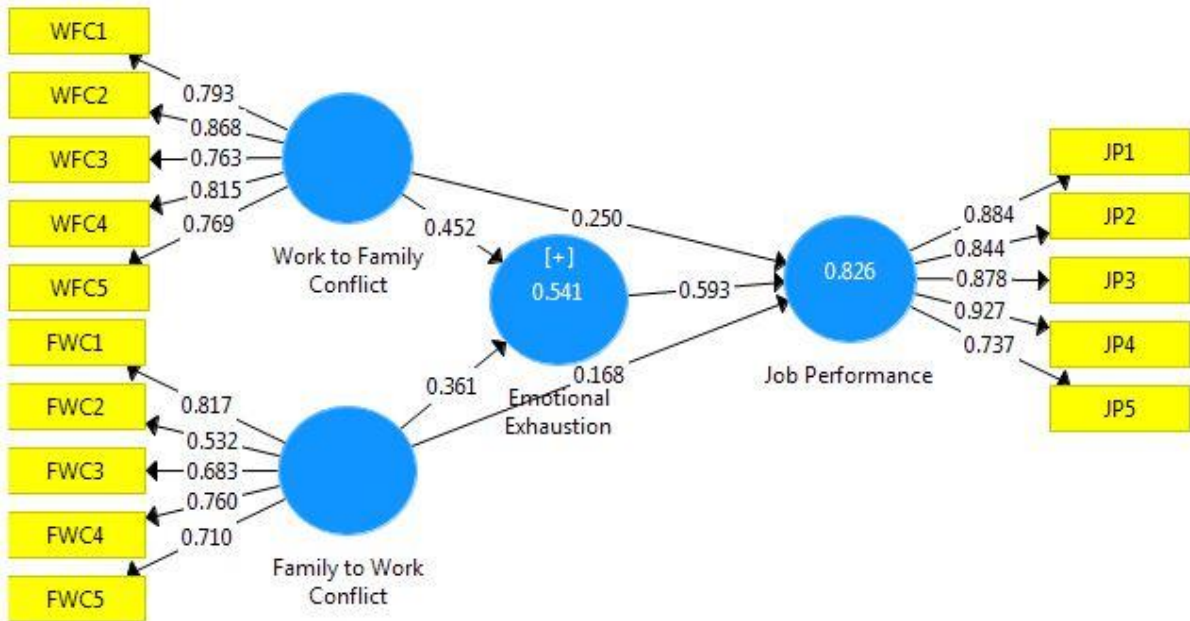 WFC1
0.793
WFC2
0.868
WFC3
0.763
WFC4
0.815
WFC5
0.769
Work to Family
Conflict
0.452
0.250
[+]
0.541
Emotional
Exhaustion
0.593
0.826
Job Performance
0.884
JP1
0.844
JP2
0.878
JP3
0.927
JP4
0.737
JP5
FWC1
0.817
FWC2
0.532
FWC3
0.683
FWC4
0.760
FWC5
0.710
0.361
0.168
Family to Work
Conflict